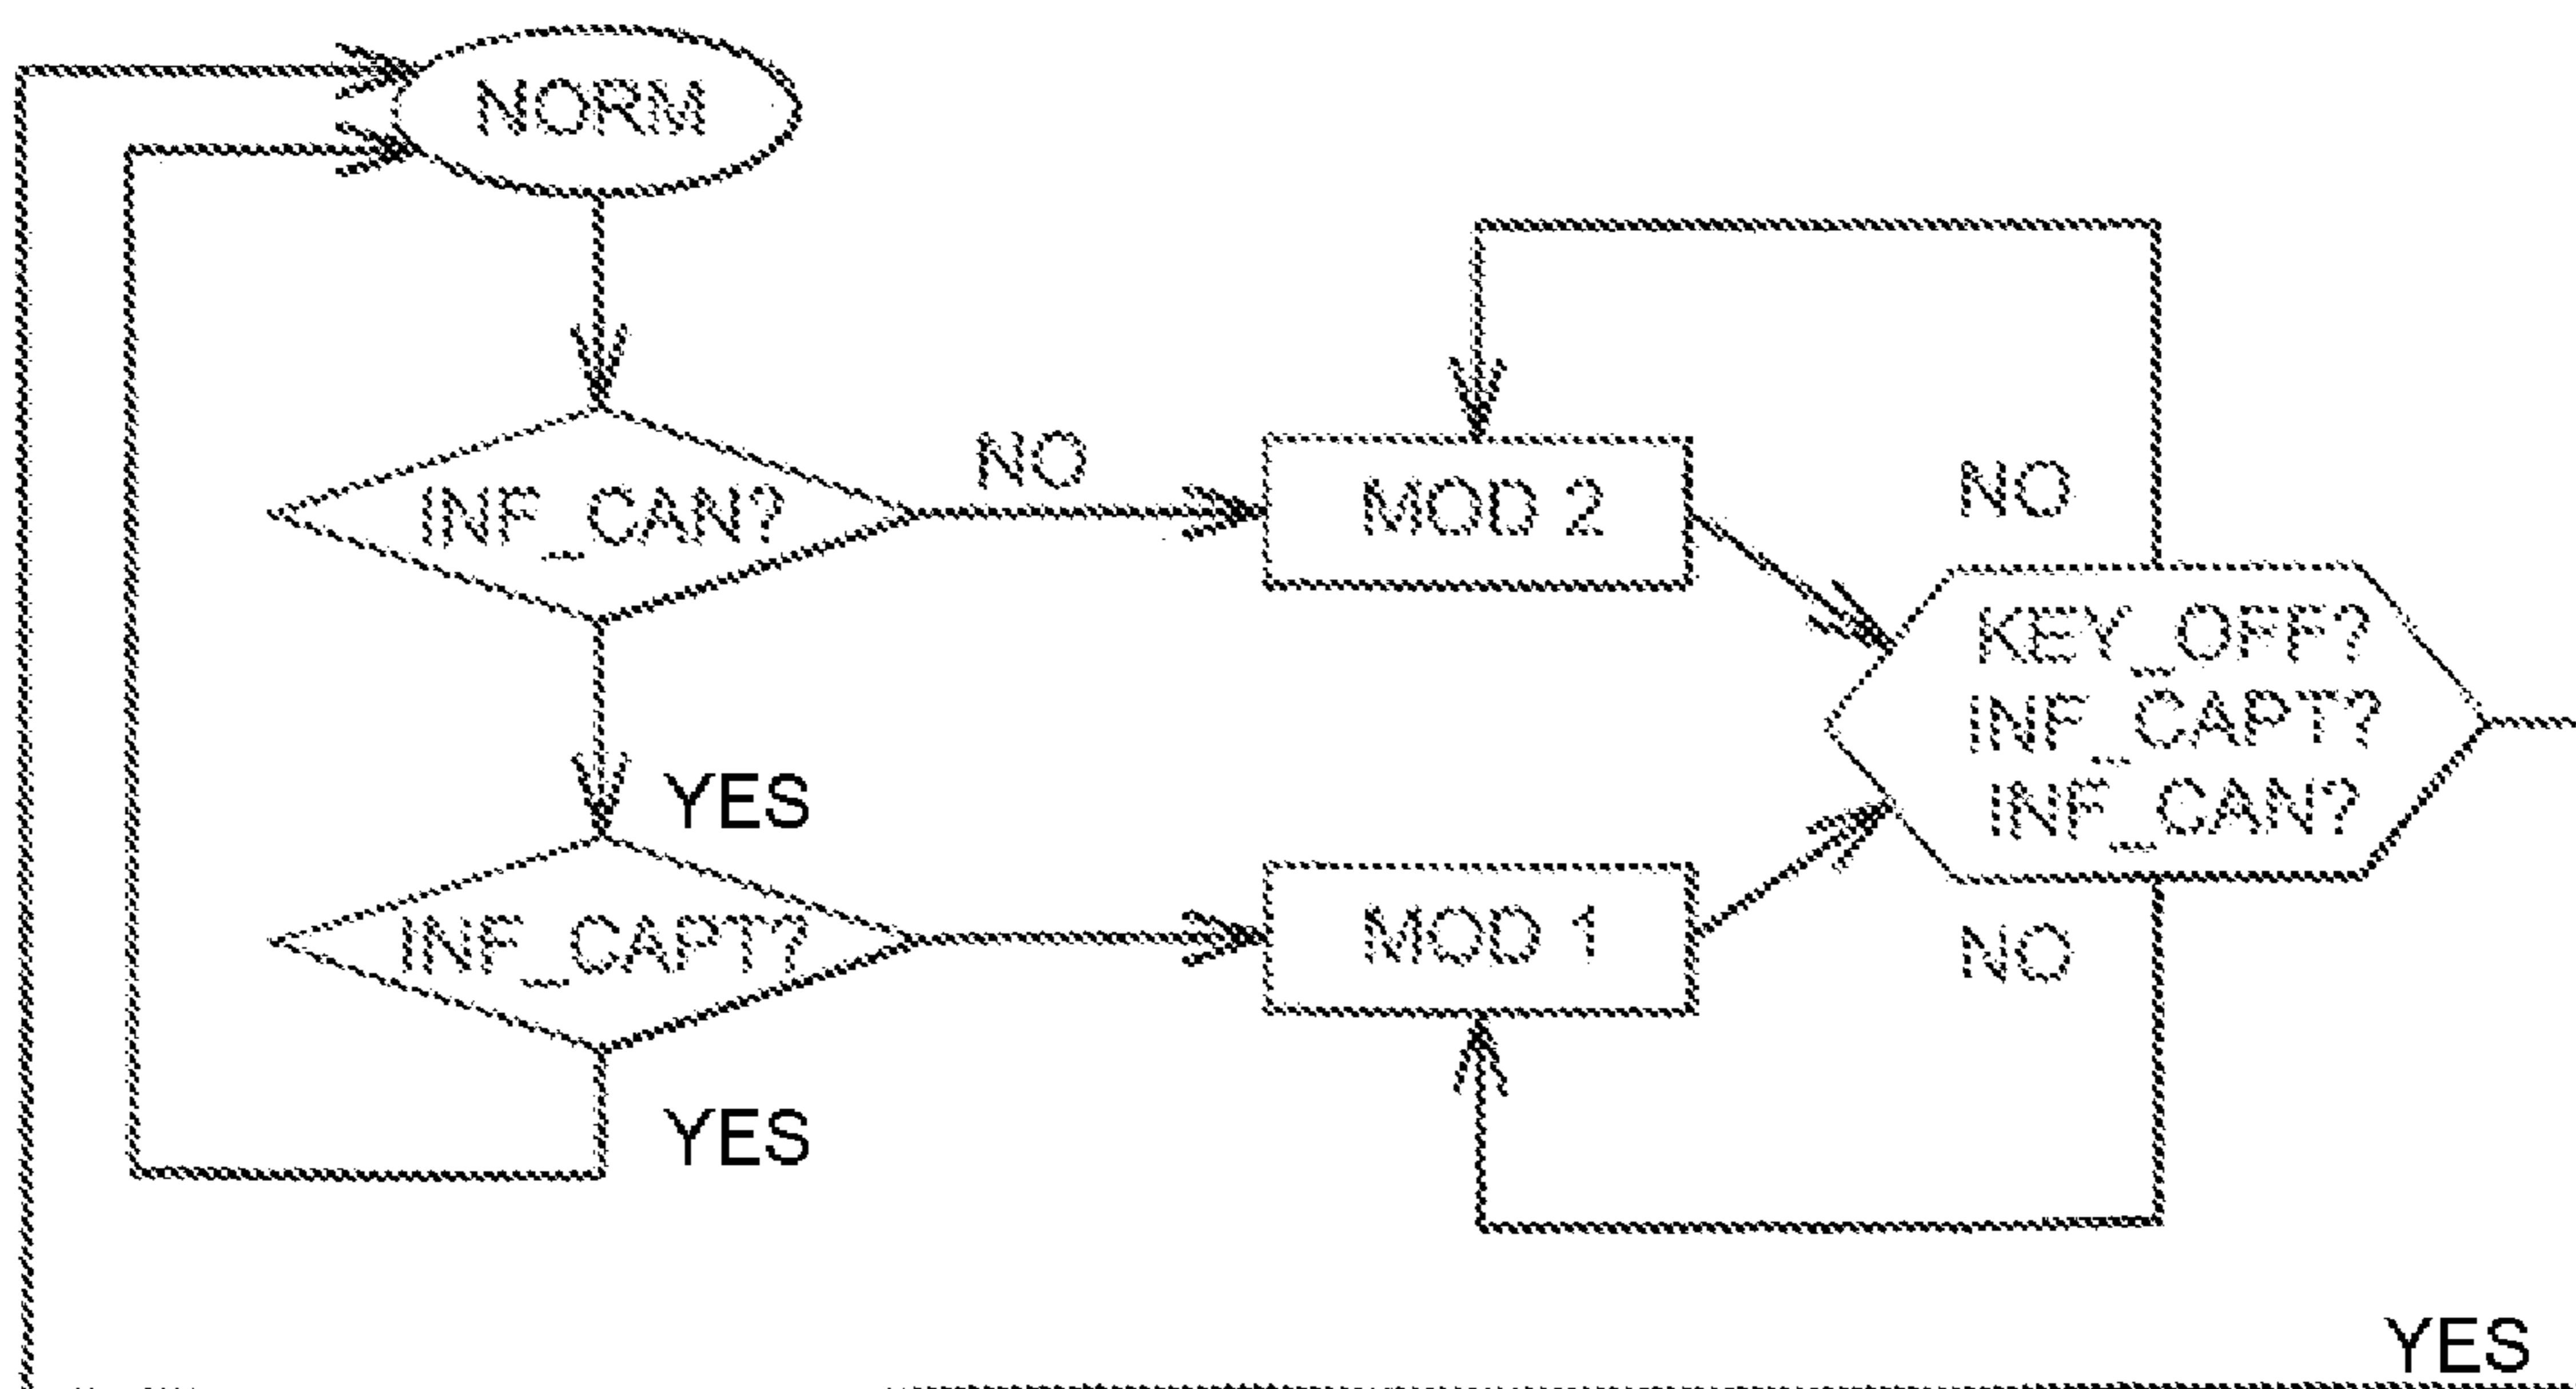 NORM
INF_CAN?
NO
MOD 2
NO
KEY_OFF?
INF_CAPT?
INF_CAN?
YES
INF_CAPT?
MOD 1
NO
YES
YES